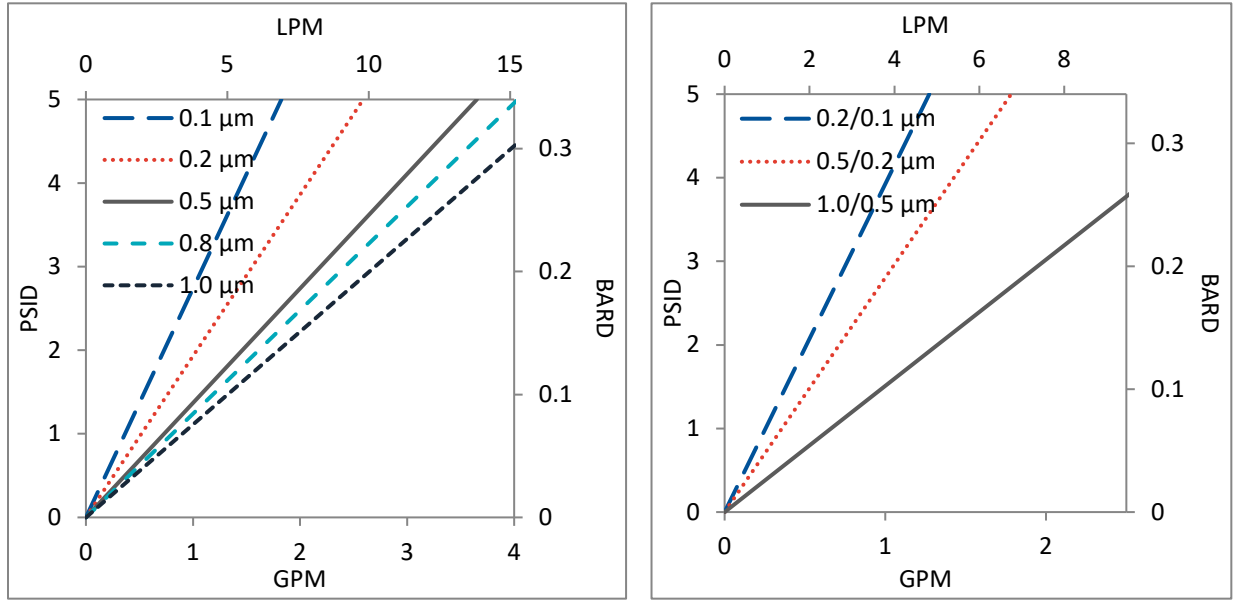 LPM
0 5 10 15
5
4
3
2
1
0
PSID
0.1 µm
0.2 µm
0.5 µm
0.8 µm
1.0 µm
0.3
0.2
0.1
0
BARD
0 1 2 3 4
GPM
LPM
0 2 4 6 8
5
4
3
2
1
0
PSID
0.2/0.1 µm
0.5/0.2 µm
1.0/0.5 µm
0.3
0.2
0.1
0
BARD
0 1 2
GPM